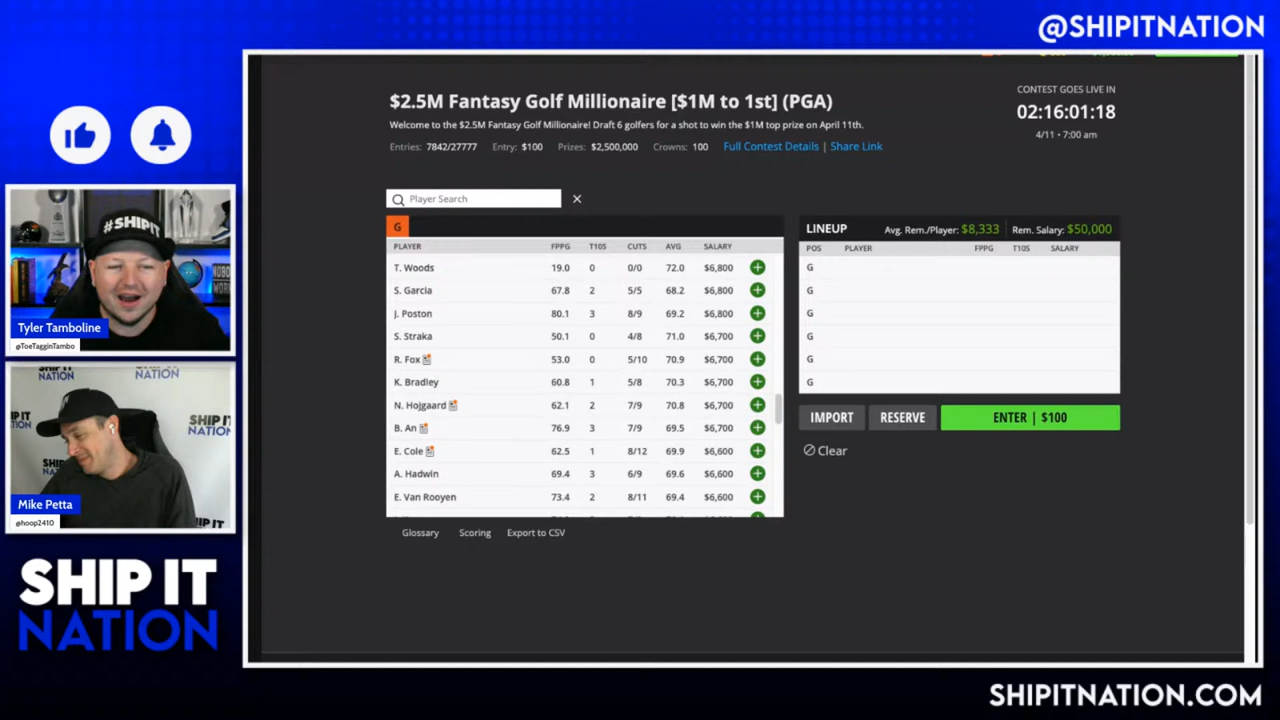 @SHIPITNATION
$2.5M Fantasy Golf Millionaire [$1M to 1st] (PGA)
Welcome to the $2.5M Fantasy Golf Millionaire! Draft 6 golfers for a shot to win the $1M top prize on April 11th.
Entries: 7842/27777 Entry: $100 Prizes: $2,500,000 Crowns: 100 Full Contest Details | Share Link
CONTEST GOES LIVE IN
02:16:01:18
4/11 • 7:00 am
Player Search
G
PLAYER FPPG T10S CUTS AVG SALARY
T. Woods 19.0 0 0/0 72.0 $6,800
S. Garcia 67.8 2 5/5 68.2 $6,800
J. Poston 80.1 3 8/9 69.2 $6,800
S. Straka 50.1 0 4/8 71.0 $6,700
R. Fox 53.0 0 5/10 70.9 $6,700
K. Bradley 60.8 1 5/8 70.3 $6,700
N. Hojgaard 62.1 2 7/9 70.8 $6,700
B. An 76.9 3 7/9 69.5 $6,700
E. Cole 62.5 1 8/12 69.9 $6,600
A. Hadwin 69.4 3 6/9 69.6 $6,600
E. Van Rooyen 73.4 2 8/11 69.4 $6,600
Glossary Scoring Export to CSV
LINEUP Avg. Rem./Player: $8,333 Rem. Salary: $50,000
POS PLAYER FPPG T10S SALARY
G
G
G
G
G
G
IMPORT RESERVE ENTER | $100
Clear
#SHIPIT
Tyler Tamboline
@ToeTagginTambo
NATION
NATION
SHIP IT
NATION
Mike Petta
@hoop2410
SHIP IT
NATION
SHIPITNATION.COM